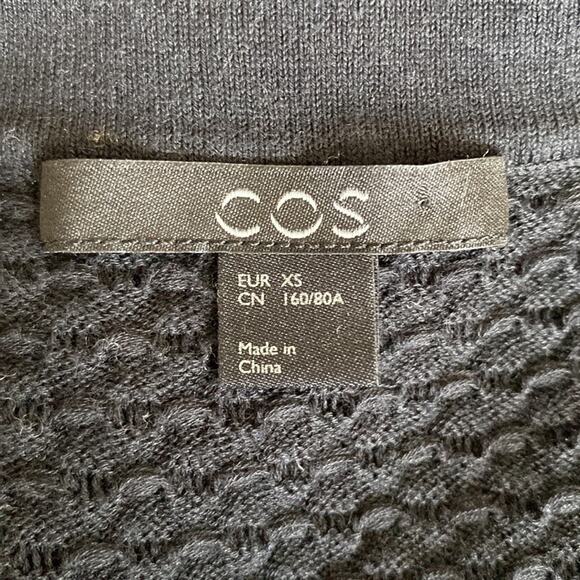 COS
EUR XS
CN 160/80A
Made in
China